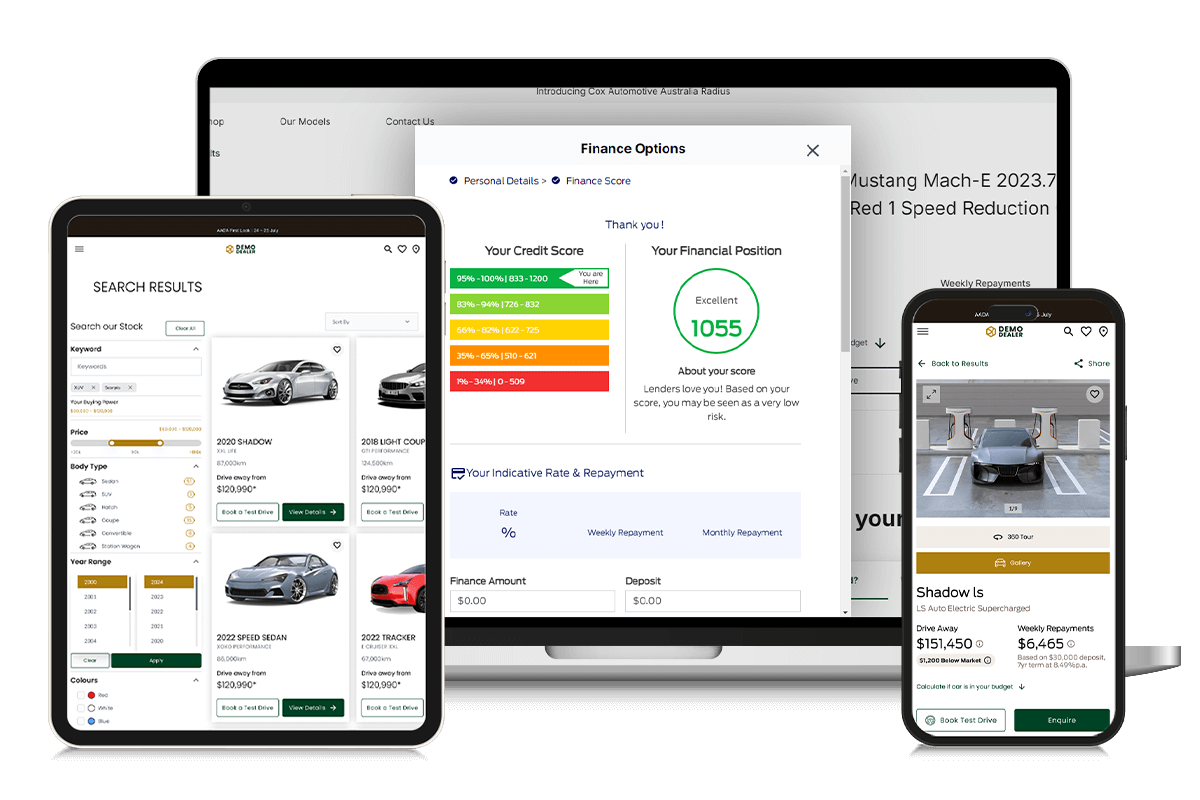 Introducing Cox Automotive Australia Radius
hop
Our Models
Contact Us
lts
Mustang Mach-E 2023.7
Red 1 Speed Reduction
Weekly Repayments
dget ↓
ve
your
d?
Finance Options
Personal Details >
Finance Score
Thank you!
Your Credit Score
95% -100% | 833 - 1200
You are
Here
83% - 94% | 726 - 832
66% - 82% | 622 - 725
35% - 65% | 510 - 621
1% - 34% | 0 - 509
Your Financial Position
Excellent
1055
About your score
Lenders love you! Based on your
score, you may be seen as a very low
risk.
Your Indicative Rate & Repayment
Rate
%
Weekly Repayment
Monthly Repayment
Finance Amount
Deposit
$0.00
$0.00
AADA First Look | 24 - 25 July
DEMO
DEALER
SEARCH RESULTS
Search our Stock
Clear All
Sort By
Keyword
Keywords
XUV
Scorpio
Your Buying Power
Price
Body Type
Sedan
SUV
Hatch
Coupe
Convertible
Station Wagon
Year Range
2000
2001
2002
2003
2004
2024
2023
2022
2021
2020
Clear
Apply
Colours
Red
White
Blue
2020 SHADOW
XXL LIFE
87,000km
Drive away from
$120,990*
Book a Test Drive
View Details →
2018 LIGHT COUP
GTI PERFORMANCE
124,500km
Drive away from
$120,990*
Book a Test Drive
2022 SPEED SEDAN
XOXO PERFORMANCE
86,000km
Drive away from
$120,990*
Book a Test Drive
View Details →
2022 TRACKER
E CRUISER XXL
67,000km
Drive away from
$120,990*
Book a Test Drive
AADA
July
DEMO
DEALER
← Back to Results
Share
1/9
360 Tour
Gallery
Shadow ls
LS Auto Electric Supercharged
Drive Away
$151,450
$1,200 Below Market
Weekly Repayments
$6,465
Based on $30,000 deposit,
7yr term at 8.49%p.a.
Calculate if car is in your budget ↓
Book Test Drive
Enquire